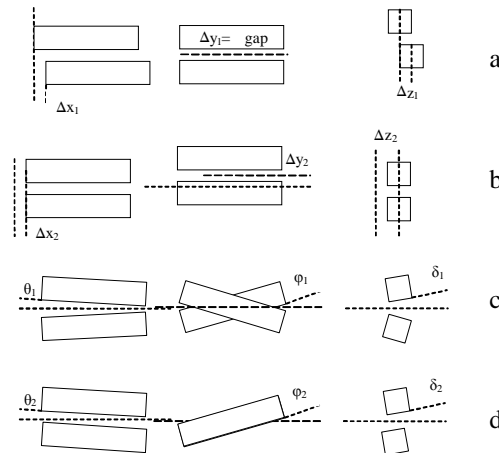 Δy₁= gap
Δx₁
Δz₁
a
Δz₂
Δy₂
Δx₂
b
θ₁
φ₁
δ₁
c
θ₂
φ₂
δ₂
d